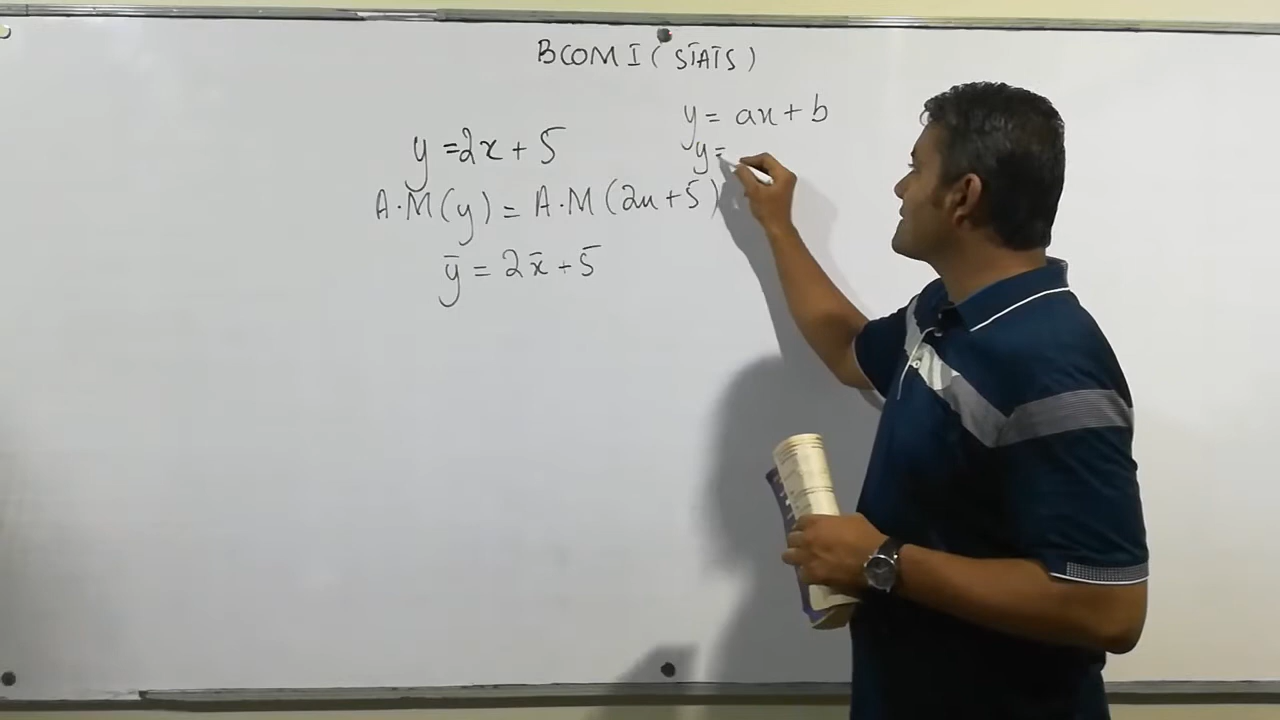 BCOM I (STATS)
y = 2x + 5
A.M(y) = A.M(2x+5)
ȳ = 2x̄ + 5
y = ax + b
y =